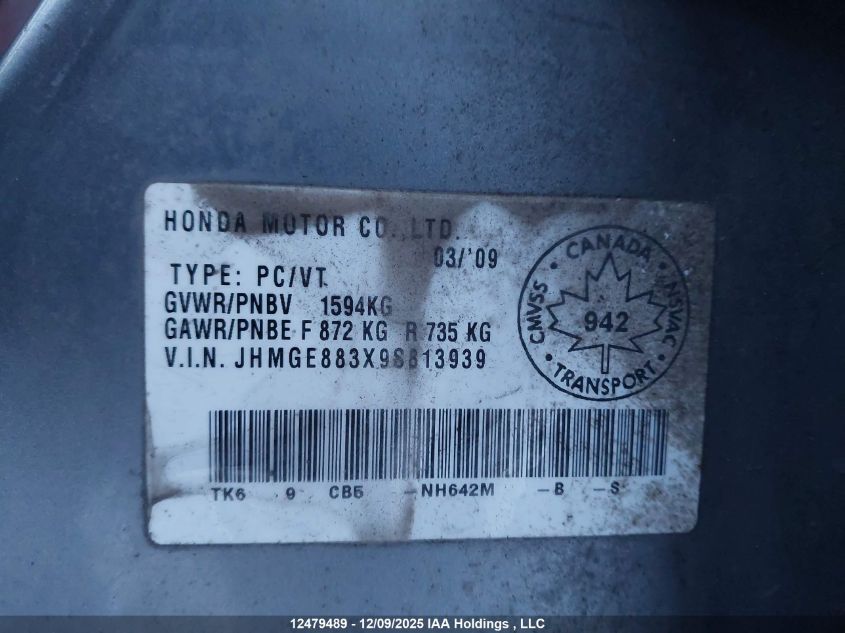 HONDA MOTOR CO.,LTD.
03/'09
TYPE: PC/VT
GVWR/PNBV 1594KG
GAWR/PNBE F 872 KG R 735 KG
V.I.N. JHMGE883X9S813939
CANADA
CMVSS
NSVAC
942
TRANSPORT
TK6 9 CB5 -NH642M -B -S
12479489 - 12/09/2025 IAA Holdings , LLC